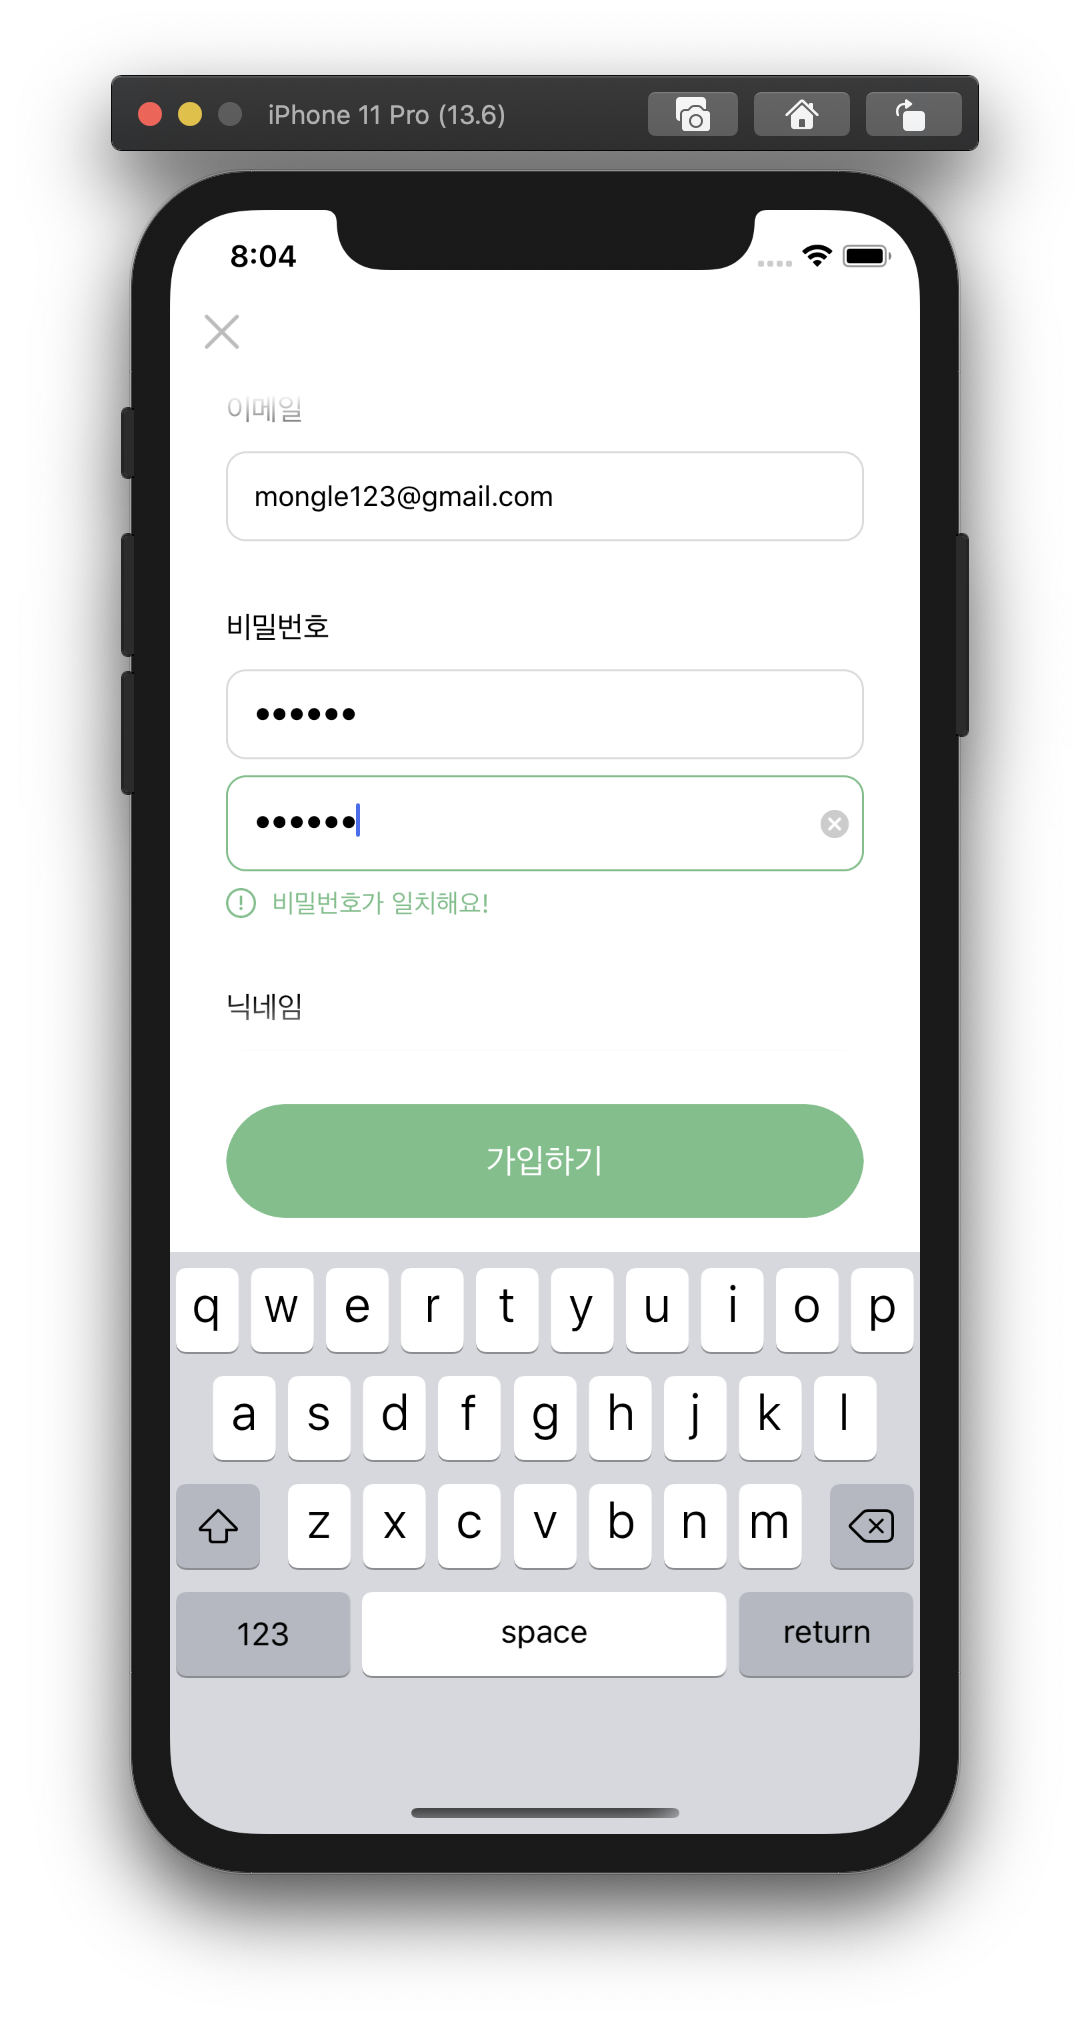 iPhone 11 Pro (13.6)
8:04
이메일
mongle123@gmail.com
비밀번호
••••••
••••••
비밀번호가 일치해요!
닉네임
가입하기
q w e r t y u i o p
a s d f g h j k l
z x c v b n m
123 space return